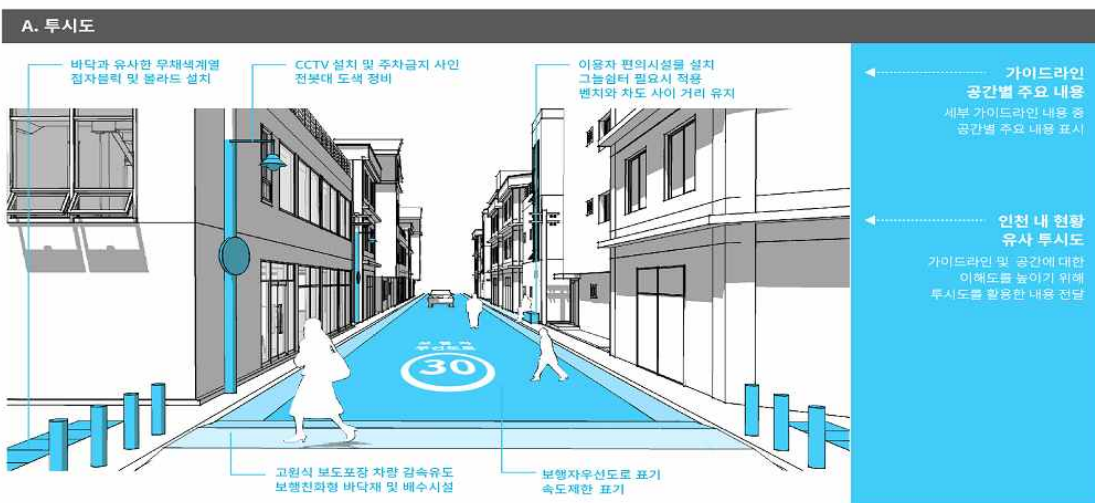 A. 투시도
바닥과 유사한 무채색계열
점자블럭 및 볼라드 설치
CCTV 설치 및 주차금지 사인
전봇대 도색 정비
이용자 편의시설물 설치
그늘쉼터 필요시 적용
벤치와 차도 사이 거리 유지
가이드라인
공간별 주요 내용
세부 가이드라인 내용 중
공간별 주요 내용 표시
인천 내 현황
유사 투시도
가이드라인 및 공간에 대한
이해도를 높이기 위해
투시도를 활용한 내용 전달
보행자
우선도로
30
고원식 보도포장 차량 감속유도
보행친화형 바닥재 및 배수시설
보행자우선도로 표기
속도제한 표기